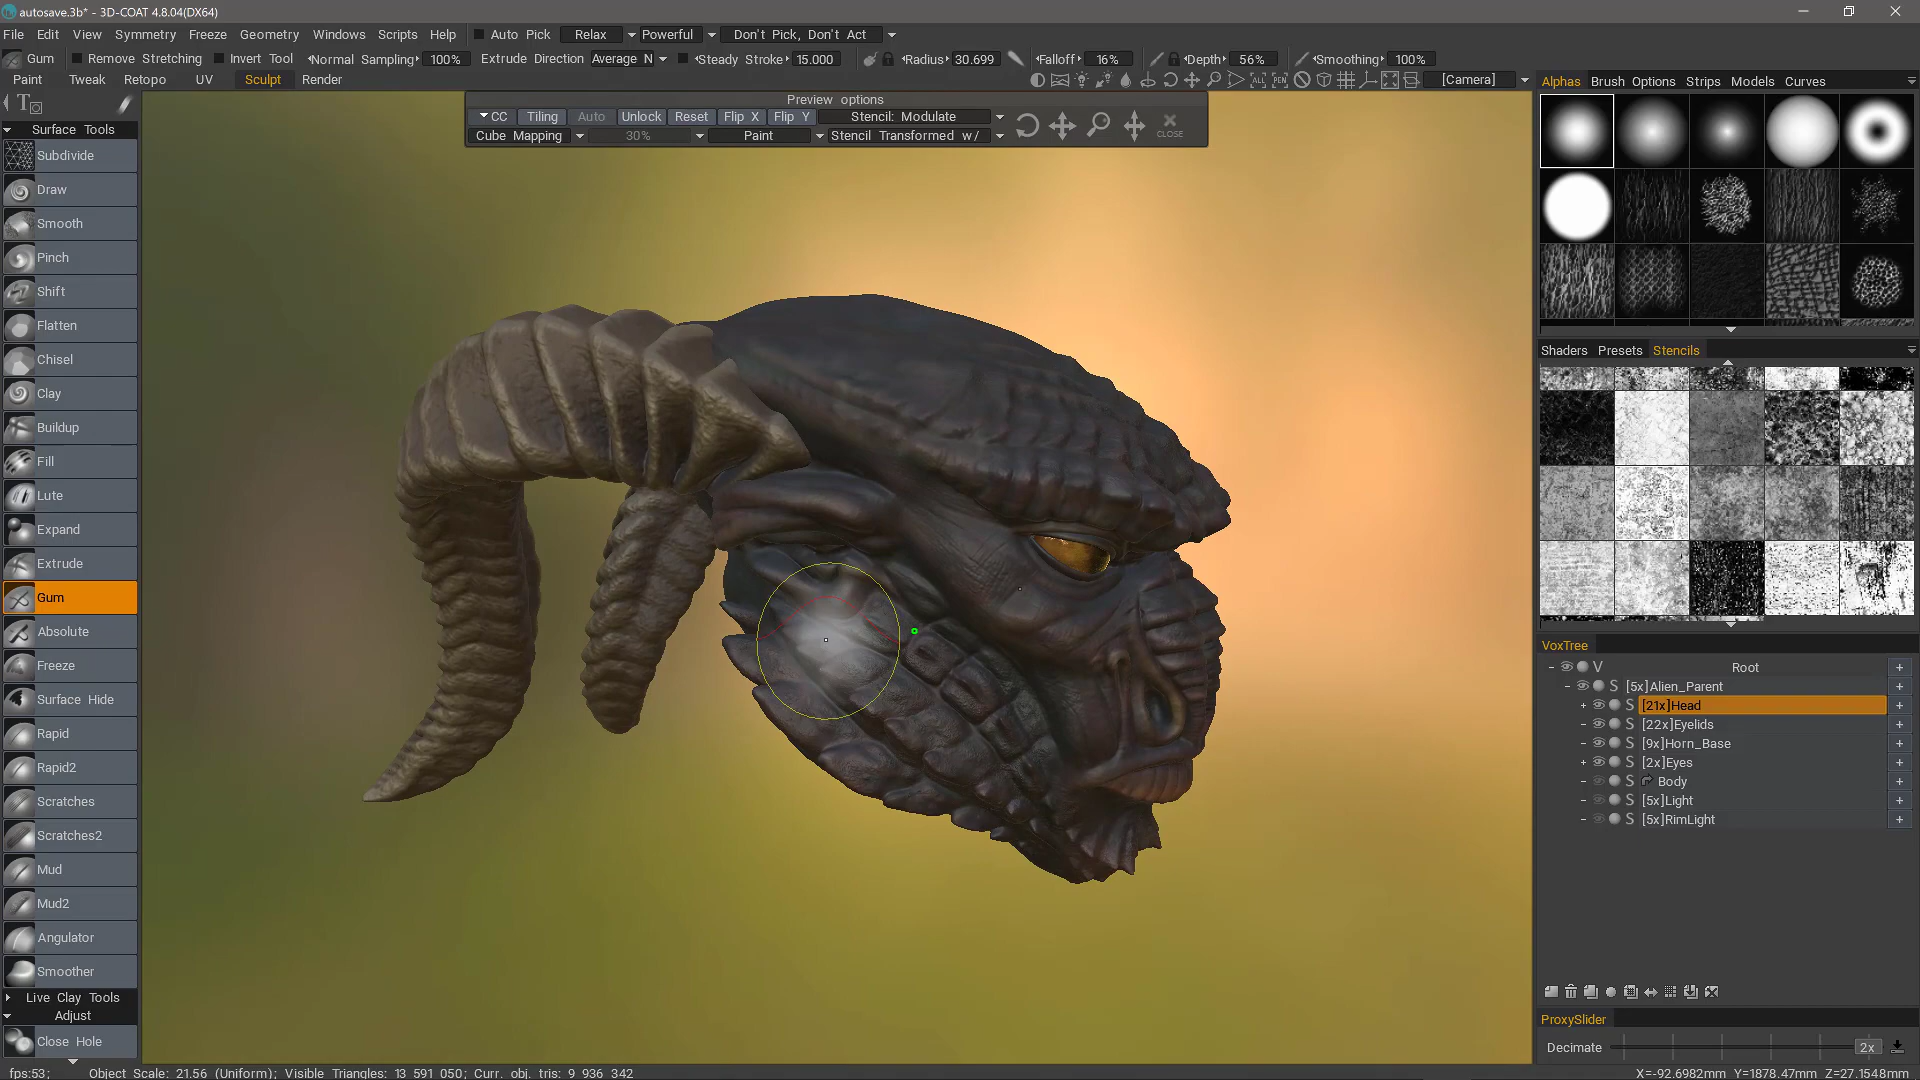 autosave.3b* - 3D-COAT 4.8.04(DX64)
File Edit View Symmetry Freeze Geometry Windows Scripts Help Auto Pick Relax Powerful Don't Pick, Don't Act
Gum Remove Stretching Invert Tool Normal Sampling 100% Extrude Direction Average N Steady Stroke 15.000 Radius 30.699 Falloff 16% Depth 56% Smoothing 100%
Paint Tweak Retopo UV Sculpt Render [Camera]
Preview options
CC Tiling Auto Unlock Reset Flip X Flip Y Stencil: Modulate
Cube Mapping 30% Paint Stencil Transformed w/
CLOSE
Surface Tools
Subdivide
Draw
Smooth
Pinch
Shift
Flatten
Chisel
Clay
Buildup
Fill
Lute
Expand
Extrude
Gum
Absolute
Freeze
Surface Hide
Rapid
Rapid2
Scratches
Scratches2
Mud
Mud2
Angulator
Smoother
Live Clay Tools
Adjust
Close Hole
Alphas Brush Options Strips Models Curves
Shaders Presets Stencils
VoxTree
V Root
S [5x]Alien_Parent
S [21x]Head
S [22x]Eyelids
S [9x]Horn_Base
S [2x]Eyes
S Body
S [5x]Light
S [5x]RimLight
ProxySlider
Decimate 2x
fps:53; Object Scale: 21.56 (Uniform); Visible Triangles: 13 591 050; Curr. obj. tris: 9 936 342 X=-92.6982mm Y=1878.47mm Z=27.1548mm